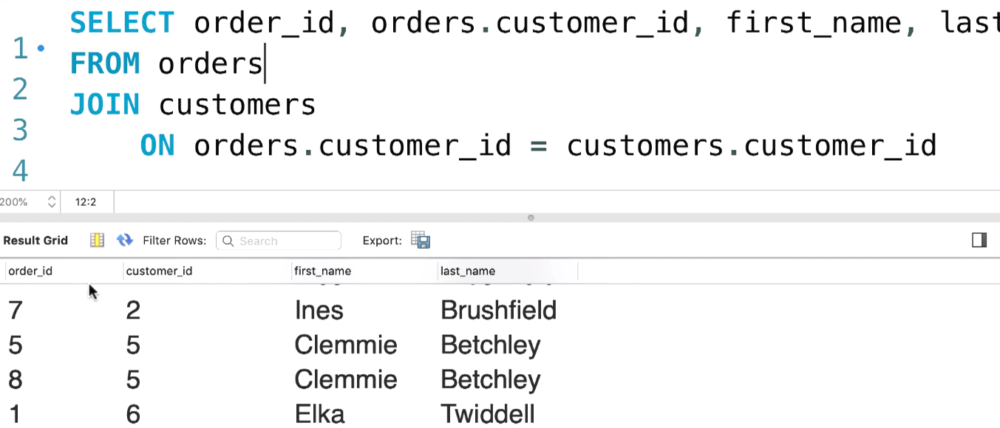 SELECT order_id, orders.customer_id, first_name, last
1
FROM orders
2
JOIN customers
3
ON orders.customer_id = customers.customer_id
4
200% 12:2
Result Grid Filter Rows: Search Export:
order_id customer_id first_name last_name
7 2 Ines Brushfield
5 5 Clemmie Betchley
8 5 Clemmie Betchley
1 6 Elka Twiddell